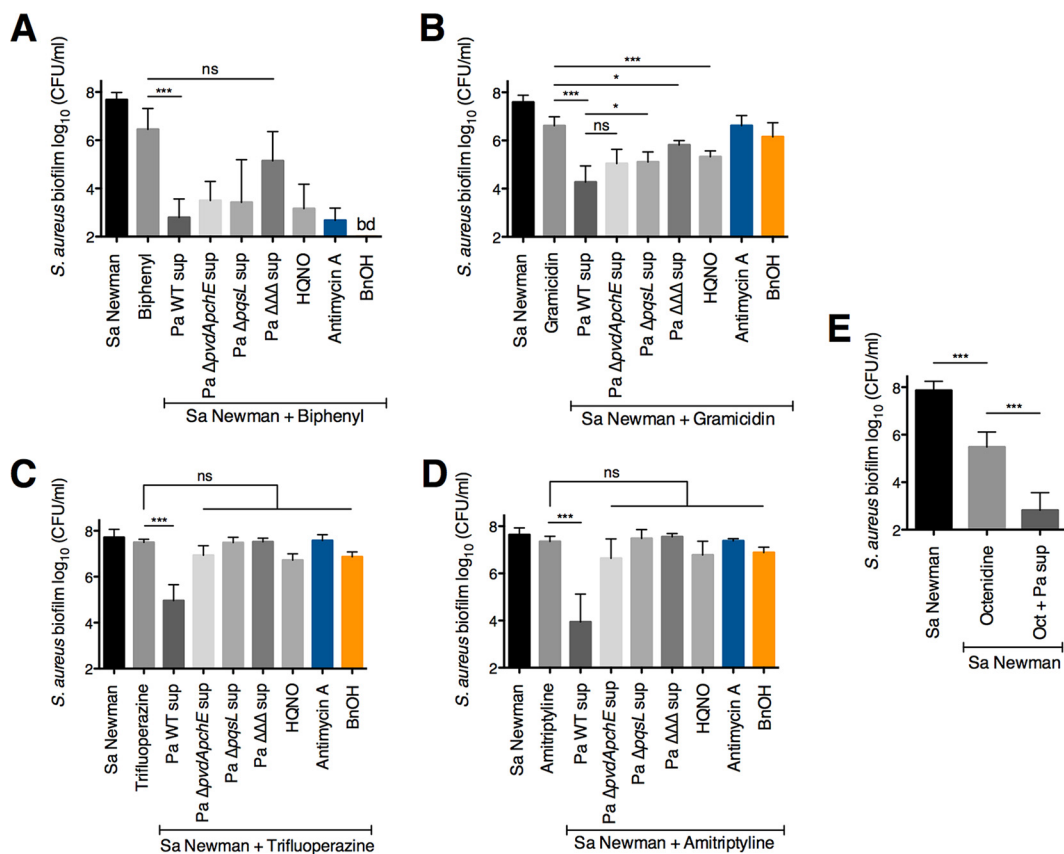 A
S. aureus biofilm log10 (CFU/ml)
8
6
4
2
ns
***
bd
Sa Newman
Biphenyl
Pa WT sup
Pa ΔpvdApchE sup
Pa ΔpqsL sup
Pa ΔΔΔ sup
HQNO
Antimycin A
BnOH
Sa Newman + Biphenyl
B
S. aureus biofilm log10 (CFU/ml)
8
6
4
2
***
*
***
*
ns
Sa Newman
Gramicidin
Pa WT sup
Pa ΔpvdApchE sup
Pa ΔpqsL sup
Pa ΔΔΔ sup
HQNO
Antimycin A
BnOH
Sa Newman + Gramicidin
C
S. aureus biofilm log10 (CFU/ml)
8
6
4
2
ns
***
Sa Newman
Trifluoperazine
Pa WT sup
Pa ΔpvdApchE sup
Pa ΔpqsL sup
Pa ΔΔΔ sup
HQNO
Antimycin A
BnOH
Sa Newman + Trifluoperazine
D
S. aureus biofilm log10 (CFU/ml)
8
6
4
2
ns
***
Sa Newman
Amitriptyline
Pa WT sup
Pa ΔpvdApchE sup
Pa ΔpqsL sup
Pa ΔΔΔ sup
HQNO
Antimycin A
BnOH
Sa Newman + Amitriptyline
E
S. aureus biofilm log10 (CFU/ml)
8
6
4
2
***
***
Sa Newman
Octenidine
Oct + Pa sup
Sa Newman